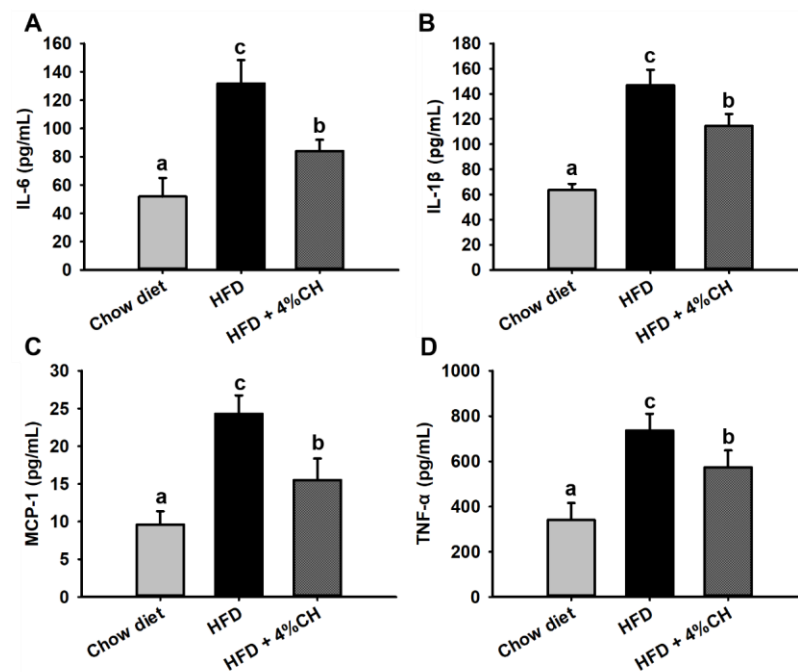 A
IL-6 (pg/mL)
160
140
120
100
80
60
40
20
0
a
c
b
Chow diet
HFD
HFD + 4%CH
B
IL-1β (pg/mL)
180
160
140
120
100
80
60
40
20
0
a
c
b
Chow diet
HFD
HFD + 4%CH
C
MCP-1 (pg/mL)
30
25
20
15
10
5
0
a
c
b
Chow diet
HFD
HFD + 4%CH
D
TNF-α (pg/mL)
1000
800
600
400
200
0
a
c
b
Chow diet
HFD
HFD + 4%CH